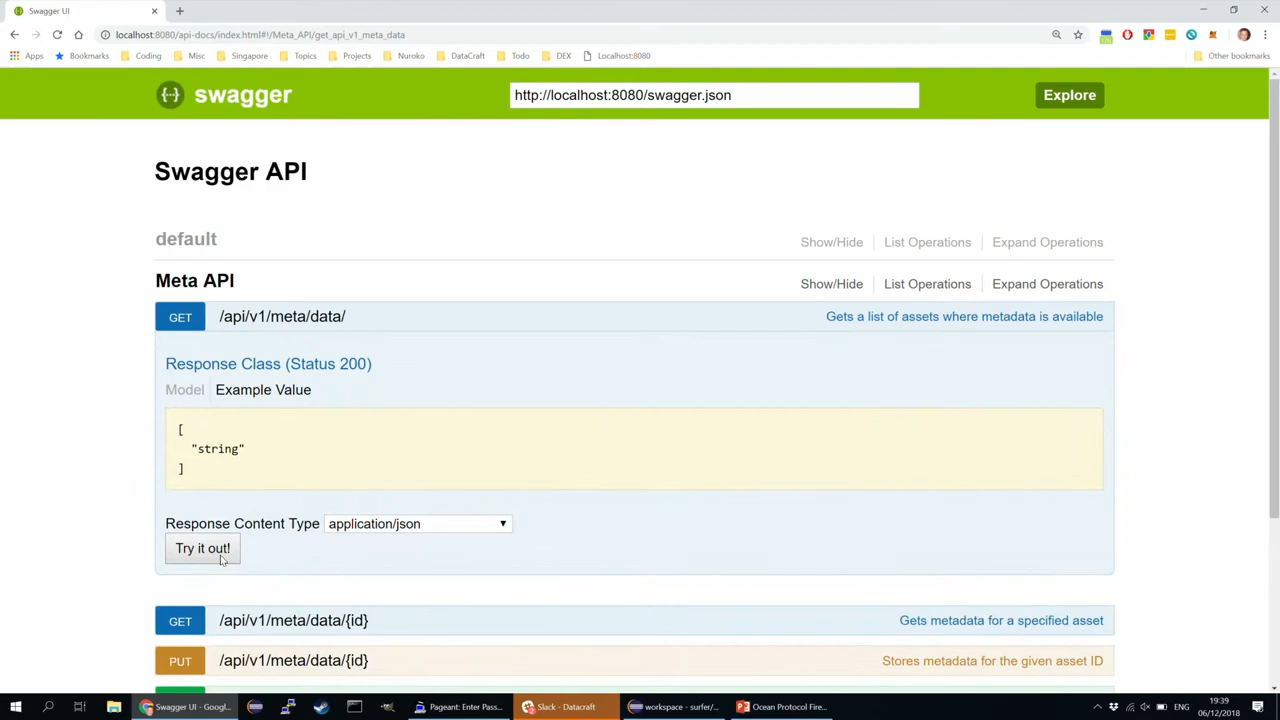 Swagger UI
localhost:8080/api-docs/index.html#!/Meta_API/get_api_v1_meta_data
Apps Bookmarks Coding Misc Singapore Topics Projects Nuroko DataCraft Todo DEX Localhost:8080 Other bookmarks
{··} swagger http://localhost:8080/swagger.json Explore
Swagger API
default Show/Hide List Operations Expand Operations
Meta API Show/Hide List Operations Expand Operations
GET /api/v1/meta/data/ Gets a list of assets where metadata is available
Response Class (Status 200)
Model Example Value
[
"string"
]
Response Content Type application/json
Try it out!
GET /api/v1/meta/data/{id} Gets metadata for a specified asset
PUT /api/v1/meta/data/{id} Stores metadata for the given asset ID
Swagger UI - Googl... Pageant: Enter Pass... Slack - Datacraft workspace - surfer/... Ocean Protocol Fire... ENG 19:39
06/12/2018